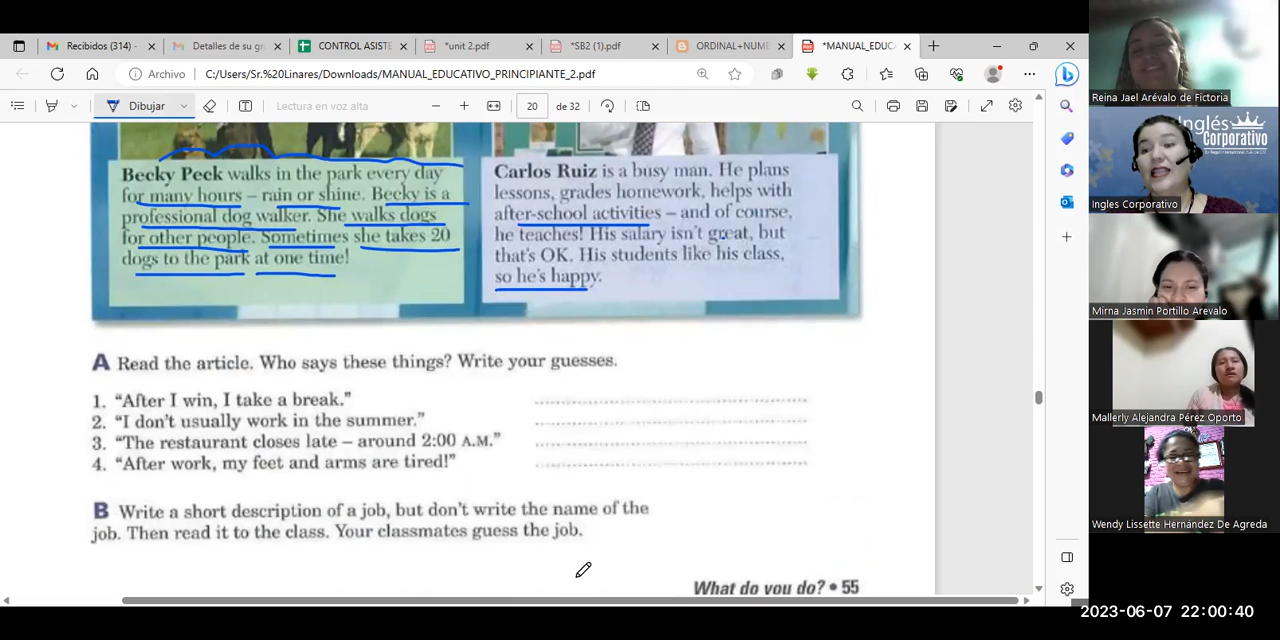 Recibidos (314) -
Detalles de su gr
CONTROL ASIST
*unit 2.pdf
*SB2 (1).pdf
ORDINAL+NUME
*MANUAL_EDUCA
Archivo
C:/Users/Sr.%20Linares/Downloads/MANUAL_EDUCATIVO_PRINCIPIANTE_2.pdf
Dibujar
Lectura en voz alta
20
de 32
Becky Peck walks in the park every day
for many hours – rain or shine. Becky is a
professional dog walker. She walks dogs
for other people. Sometimes she takes 20
dogs to the park at one time!
Carlos Ruiz is a busy man. He plans
lessons, grades homework, helps with
after-school activities – and of course,
he teaches! His salary isn't great, but
that's OK. His students like his class,
so he's happy.
A Read the article. Who says these things? Write your guesses.
1. “After I win, I take a break.”
2. “I don't usually work in the summer.”
3. “The restaurant closes late – around 2:00 A.M.”
4. “After work, my feet and arms are tired!”
B Write a short description of a job, but don't write the name of the
job. Then read it to the class. Your classmates guess the job.
What do you do? • 55
Reina Jael Arévalo de Fíctoria
Inglés
Corporativo
Ingles Corporativo
Mirna Jasmin Portillo Arevalo
Mallerly Alejandra Pérez Oporto
Wendy Lissette Hernández De Agreda
2023-06-07 22:00:40